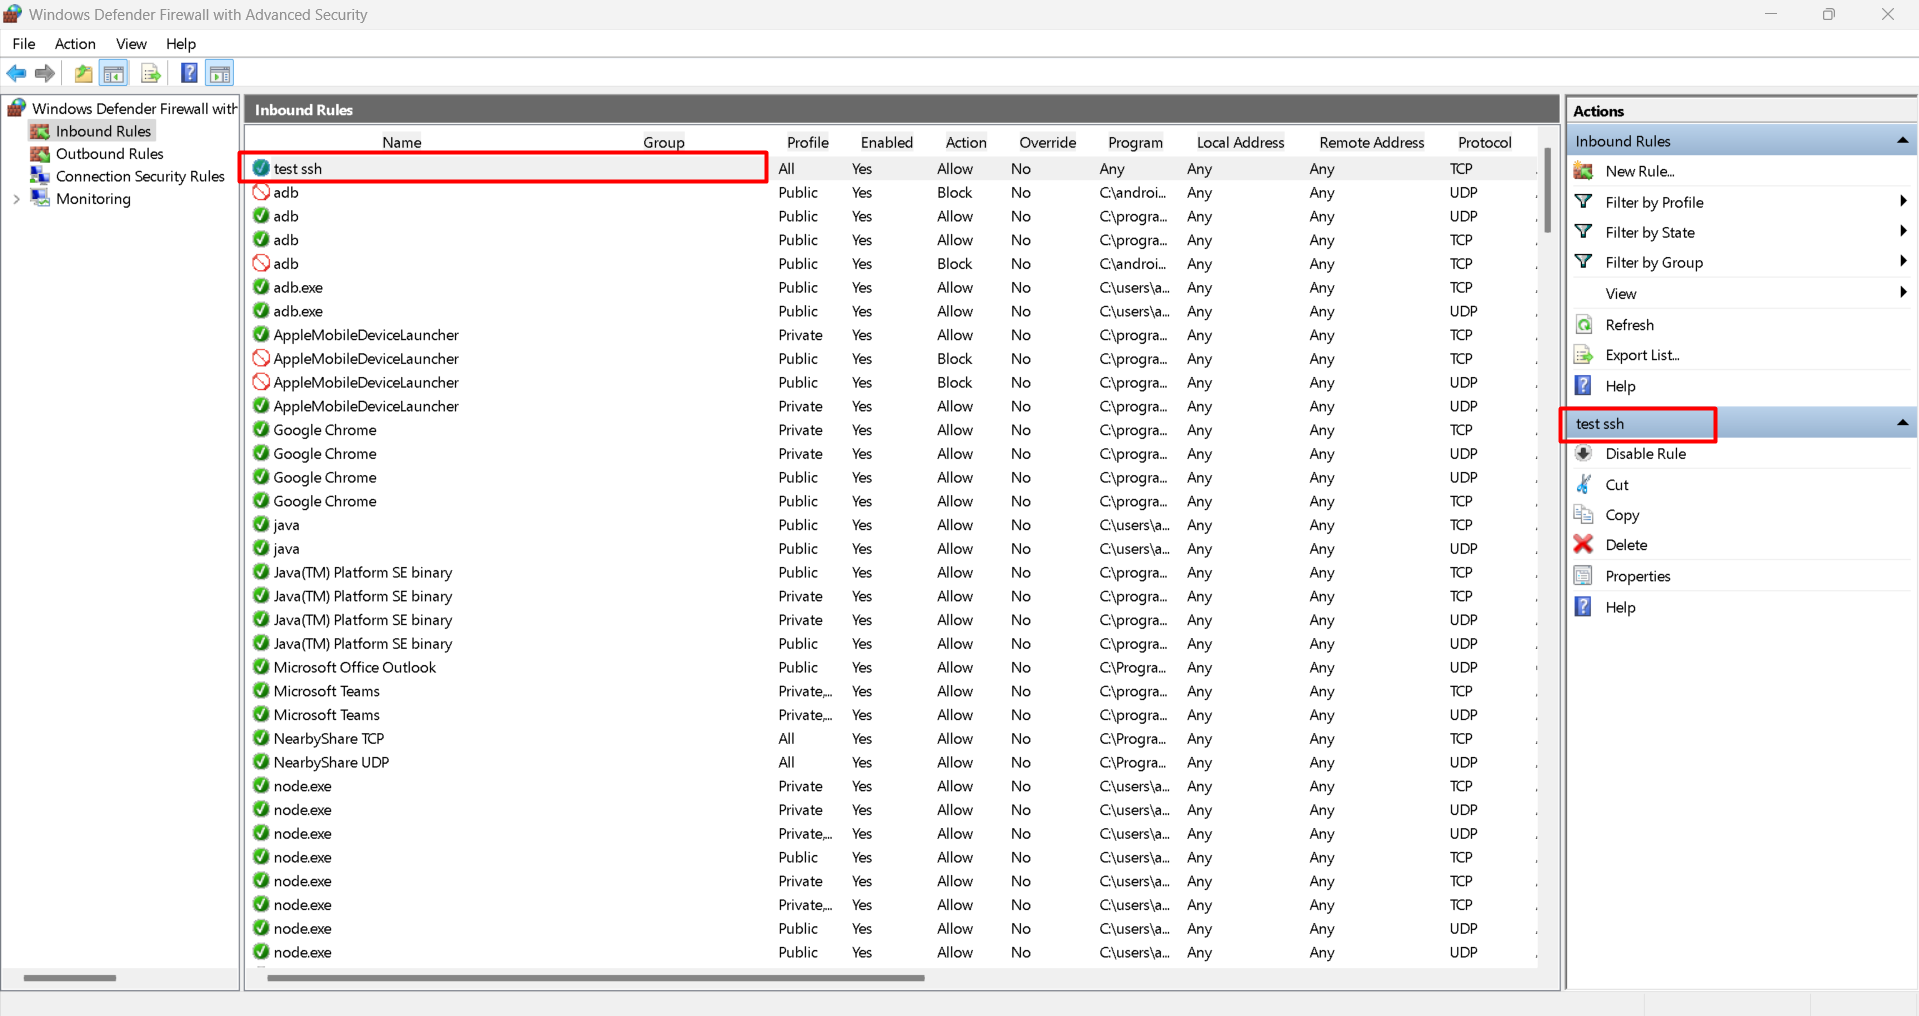 Windows Defender Firewall with Advanced Security
File Action View Help
Windows Defender Firewall with
Inbound Rules
Outbound Rules
Connection Security Rules
Monitoring
Inbound Rules
Name Group Profile Enabled Action Override Program Local Address Remote Address Protocol
test ssh All Yes Allow No Any Any Any TCP
adb Public Yes Block No C:\androi... Any Any UDP
adb Public Yes Allow No C:\progra... Any Any UDP
adb Public Yes Allow No C:\progra... Any Any TCP
adb Public Yes Block No C:\androi... Any Any TCP
adb.exe Public Yes Allow No C:\users\a... Any Any TCP
adb.exe Public Yes Allow No C:\users\a... Any Any UDP
AppleMobileDeviceLauncher Private Yes Allow No C:\progra... Any Any TCP
AppleMobileDeviceLauncher Public Yes Block No C:\progra... Any Any TCP
AppleMobileDeviceLauncher Public Yes Block No C:\progra... Any Any UDP
AppleMobileDeviceLauncher Private Yes Allow No C:\progra... Any Any UDP
Google Chrome Private Yes Allow No C:\progra... Any Any TCP
Google Chrome Private Yes Allow No C:\progra... Any Any UDP
Google Chrome Public Yes Allow No C:\progra... Any Any UDP
Google Chrome Public Yes Allow No C:\progra... Any Any TCP
java Public Yes Allow No C:\users\a... Any Any TCP
java Public Yes Allow No C:\users\a... Any Any UDP
Java(TM) Platform SE binary Public Yes Allow No C:\progra... Any Any TCP
Java(TM) Platform SE binary Private Yes Allow No C:\progra... Any Any TCP
Java(TM) Platform SE binary Private Yes Allow No C:\progra... Any Any UDP
Java(TM) Platform SE binary Public Yes Allow No C:\progra... Any Any UDP
Microsoft Office Outlook Public Yes Allow No C:\Progra... Any Any UDP
Microsoft Teams Private,... Yes Allow No C:\progra... Any Any TCP
Microsoft Teams Private,... Yes Allow No C:\progra... Any Any UDP
NearbyShare TCP All Yes Allow No C:\Progra... Any Any TCP
NearbyShare UDP All Yes Allow No C:\Progra... Any Any UDP
node.exe Private Yes Allow No C:\users\a... Any Any TCP
node.exe Private Yes Allow No C:\users\a... Any Any UDP
node.exe Private,... Yes Allow No C:\users\a... Any Any UDP
node.exe Public Yes Allow No C:\users\a... Any Any TCP
node.exe Private Yes Allow No C:\users\a... Any Any TCP
node.exe Private,... Yes Allow No C:\users\a... Any Any TCP
node.exe Public Yes Allow No C:\users\a... Any Any UDP
node.exe Public Yes Allow No C:\users\a... Any Any UDP
Actions
Inbound Rules
New Rule...
Filter by Profile
Filter by State
Filter by Group
View
Refresh
Export List...
Help
test ssh
Disable Rule
Cut
Copy
Delete
Properties
Help